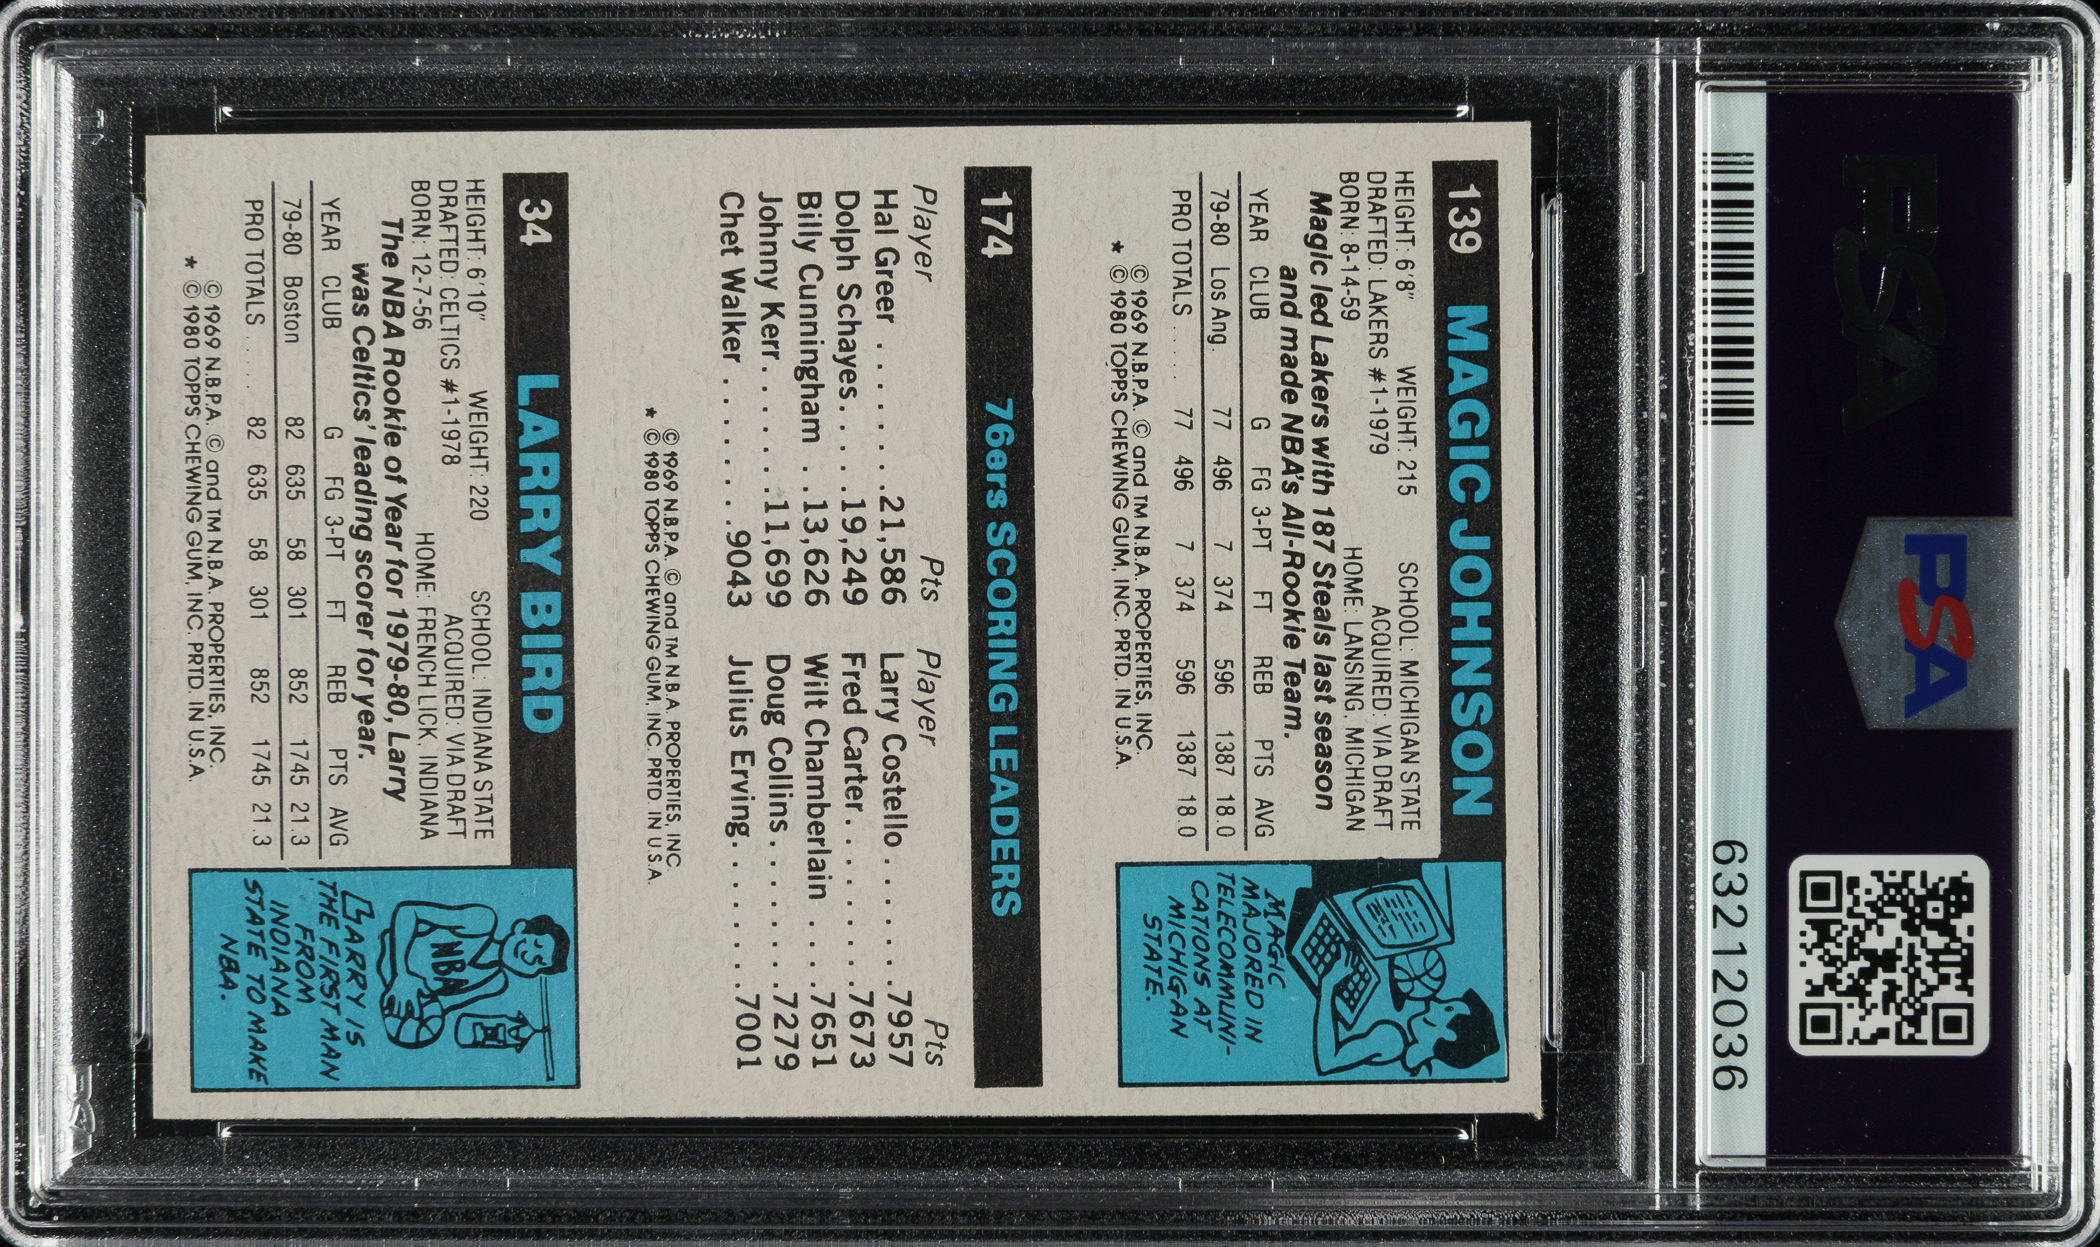 PSA
PSA
63212036
139 MAGIC JOHNSON
HEIGHT: 6'8" WEIGHT: 215 SCHOOL: MICHIGAN STATE
DRAFTED: LAKERS #1-1979 ACQUIRED: VIA DRAFT
BORN: 8-14-59 HOME: LANSING, MICHIGAN
Magic led Lakers with 187 Steals last season
and made NBA's All-Rookie Team.
YEAR CLUB G FG 3-PT FT REB PTS AVG
79-80 Los Ang. 77 496 7 374 596 1387 18.0
PRO TOTALS ..... 77 496 7 374 596 1387 18.0
© 1969 N.B.P.A. © and TM N.B.A. PROPERTIES, INC.
* © 1980 TOPPS CHEWING GUM, INC. PRTD. IN U.S.A.
MAGIC
MAJORED IN
TELECOMMUNI-
CATIONS AT
MICHIGAN
STATE.
174 76ers SCORING LEADERS
Player Pts Player Pts
Hal Greer ........21,586 Larry Costello .......7957
Dolph Schayes.....19,249 Fred Carter.........7673
Billy Cunningham ..13,626 Wilt Chamberlain ....7651
Johnny Kerr.......11,699 Doug Collins ........7279
Chet Walker ........9043 Julius Erving........7001
© 1969 N.B.P.A. © and TM N.B.A. PROPERTIES, INC.
* © 1980 TOPPS CHEWING GUM, INC. PRTD. IN U.S.A.
34 LARRY BIRD
HEIGHT: 6'10" WEIGHT: 220 SCHOOL: INDIANA STATE
DRAFTED: CELTICS #1-1978 ACQUIRED: VIA DRAFT
BORN: 12-7-56 HOME: FRENCH LICK, INDIANA
The NBA Rookie of Year for 1979-80, Larry
was Celtics' leading scorer for year.
YEAR CLUB G FG 3-PT FT REB PTS AVG
79-80 Boston 82 635 58 301 852 1745 21.3
PRO TOTALS ..... 82 635 58 301 852 1745 21.3
© 1969 N.B.P.A. © and TM N.B.A. PROPERTIES, INC.
* © 1980 TOPPS CHEWING GUM, INC. PRTD. IN U.S.A.
NBA
LARRY IS
THE FIRST MAN
FROM
INDIANA
STATE TO MAKE
NBA.
PSA